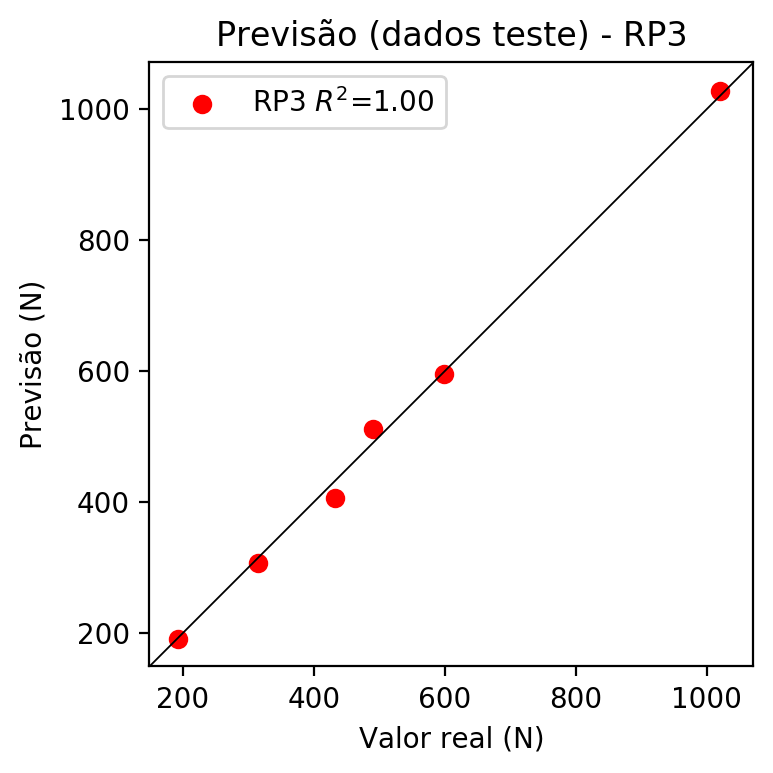 Previsão (dados teste) - RP3
RP3 R²=1.00
1000
800
600
400
200
Previsão (N)
200 400 600 800 1000
Valor real (N)